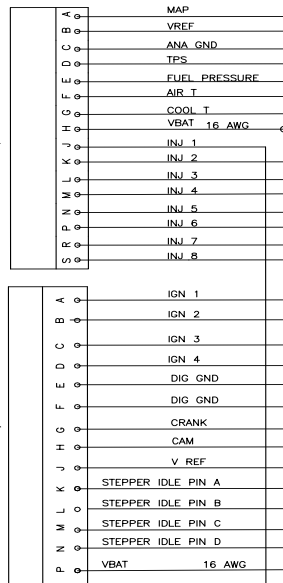 A MAP
B VREF
C ANA GND
D TPS
E FUEL PRESSURE
F AIR T
G COOL T
H VBAT 16 AWG
J INJ 1
K INJ 2
L INJ 3
M INJ 4
N INJ 5
P INJ 6
R INJ 7
S INJ 8
A IGN 1
B IGN 2
C IGN 3
D IGN 4
E DIG GND
F DIG GND
G CRANK
H CAM
J V REF
K STEPPER IDLE PIN A
L STEPPER IDLE PIN B
M STEPPER IDLE PIN C
N STEPPER IDLE PIN D
P VBAT 16 AWG